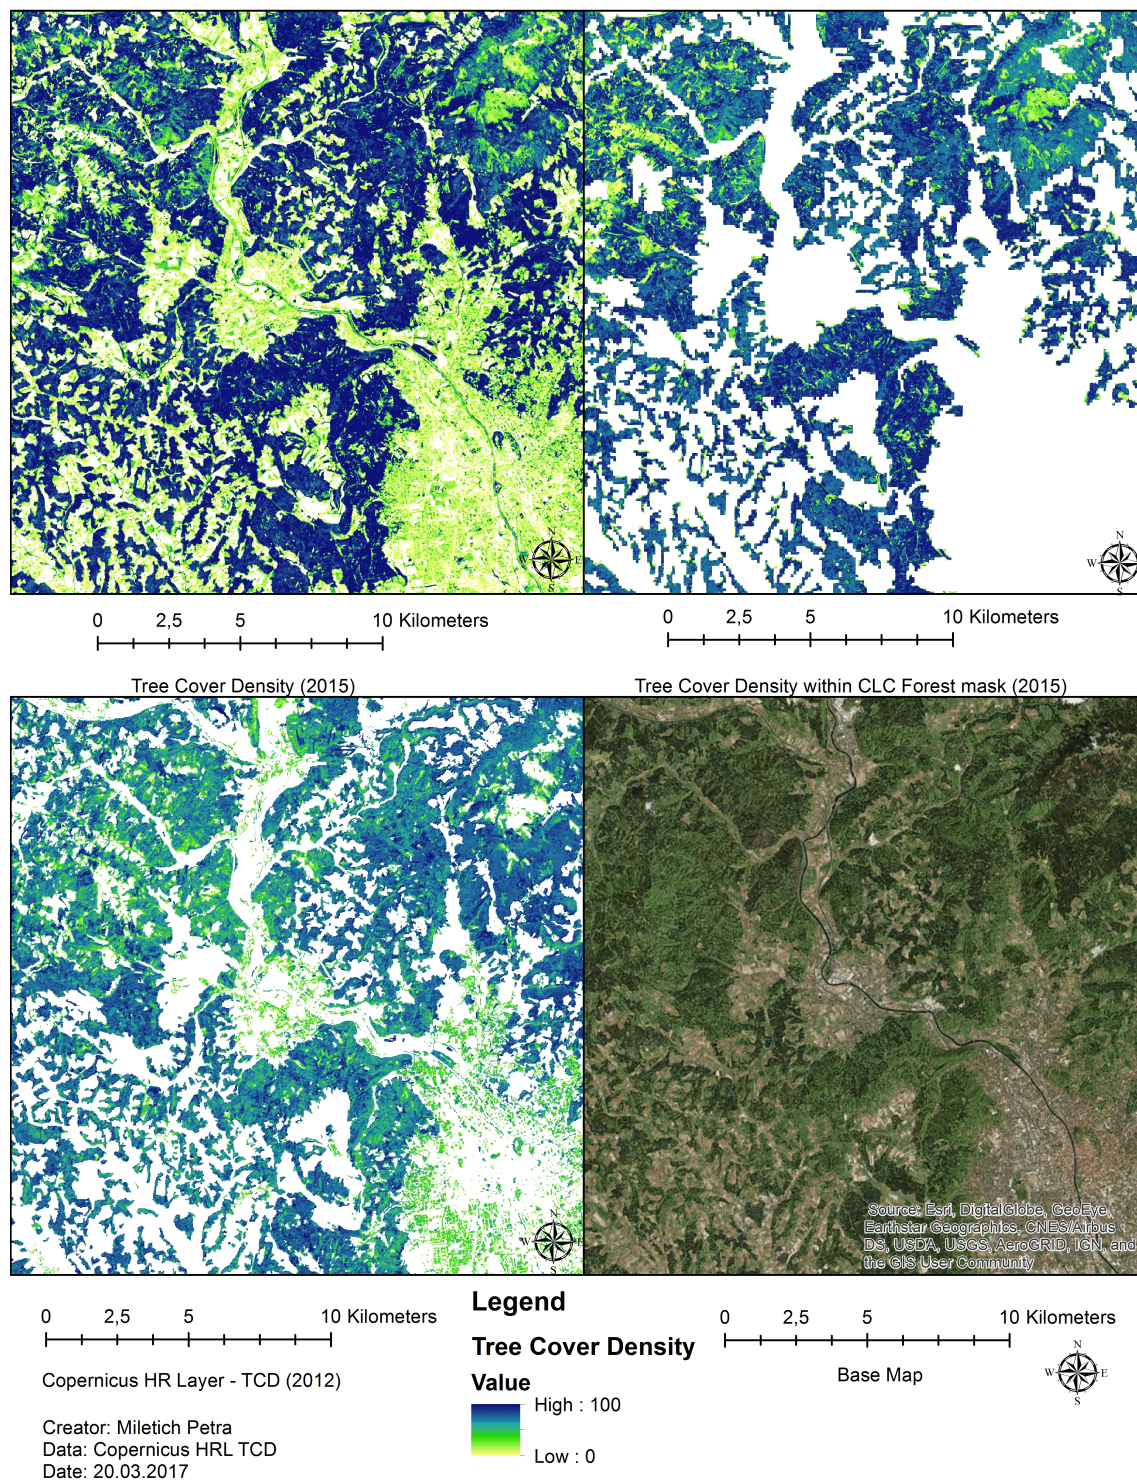 N
W E
S
N
W
S
0 2,5 5 10 Kilometers
0 2,5 5 10 Kilometers
Tree Cover Density (2015)
Tree Cover Density within CLC Forest mask (2015)
Source: Esri, DigitalGlobe, GeoEye,
Earthstar Geographics, CNES/Airbus
DS, USDA, USGS, AeroGRID, IGN, and
the GIS User Community
N
W E
S
0 2,5 5 10 Kilometers
Copernicus HR Layer - TCD (2012)
Creator: Miletich Petra
Data: Copernicus HRL TCD
Date: 20.03.2017
Legend
Tree Cover Density
Value
High : 100
Low : 0
0 2,5 5 10 Kilometers
Base Map
N
W E
S